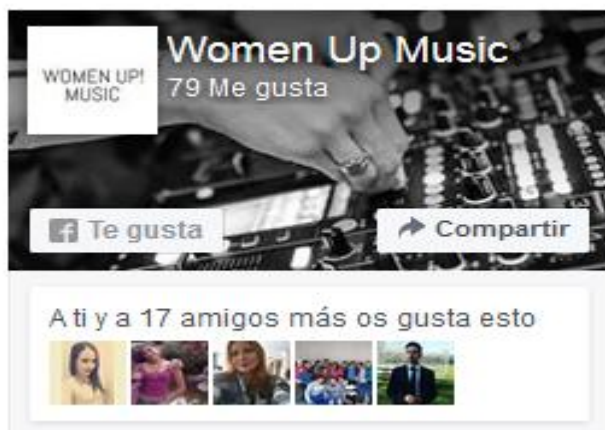 WOMEN UP!
MUSIC
Women Up Music
79 Me gusta
Te gusta
Compartir
A ti y a 17 amigos más os gusta esto